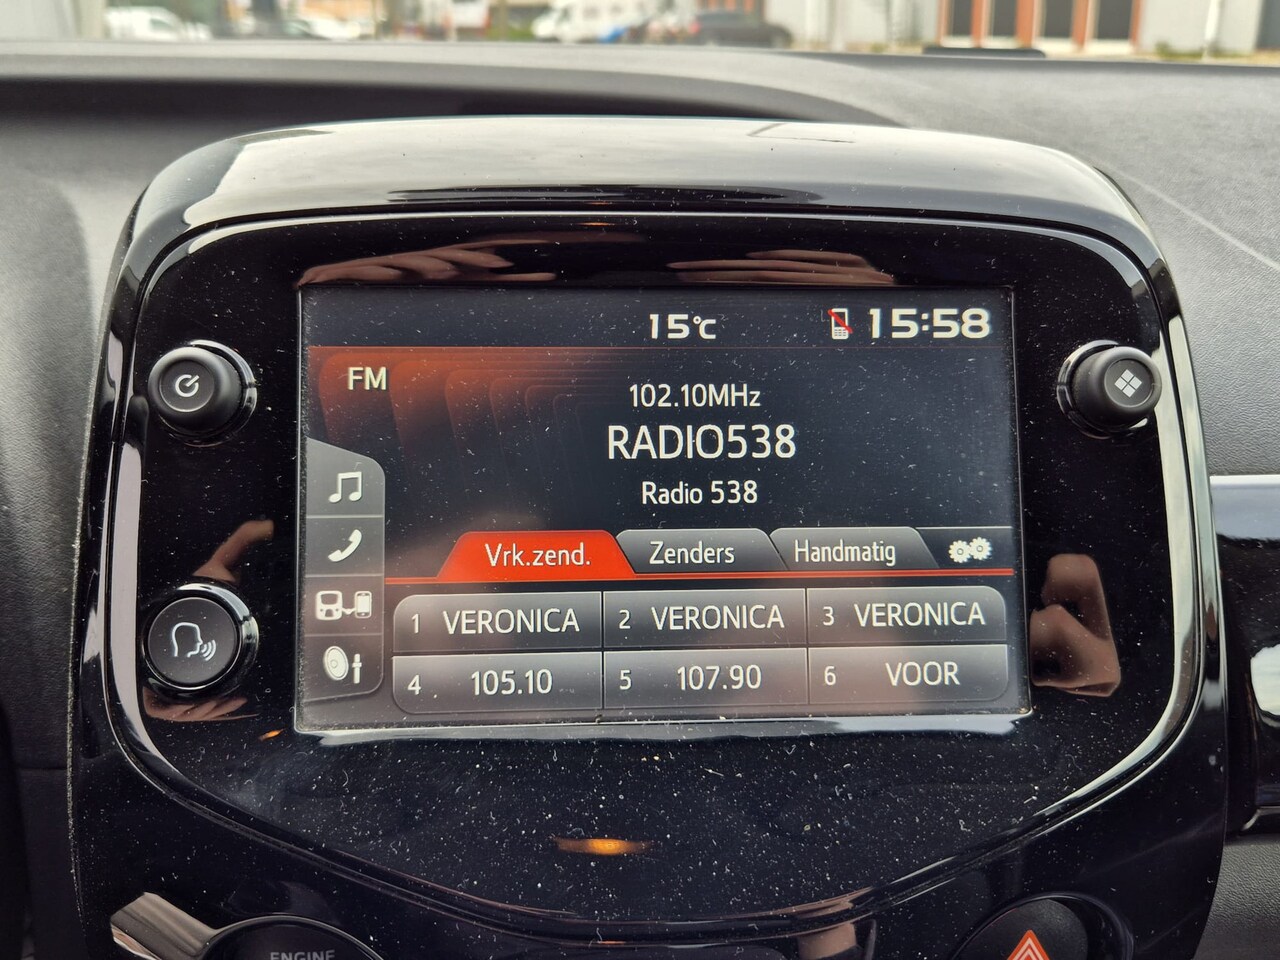 15°C 15:58
FM
102.10MHz
RADIO538
Radio 538
Vrk.zend. Zenders Handmatig
1 VERONICA 2 VERONICA 3 VERONICA
4 105.10 5 107.90 6 VOOR
ENGINE